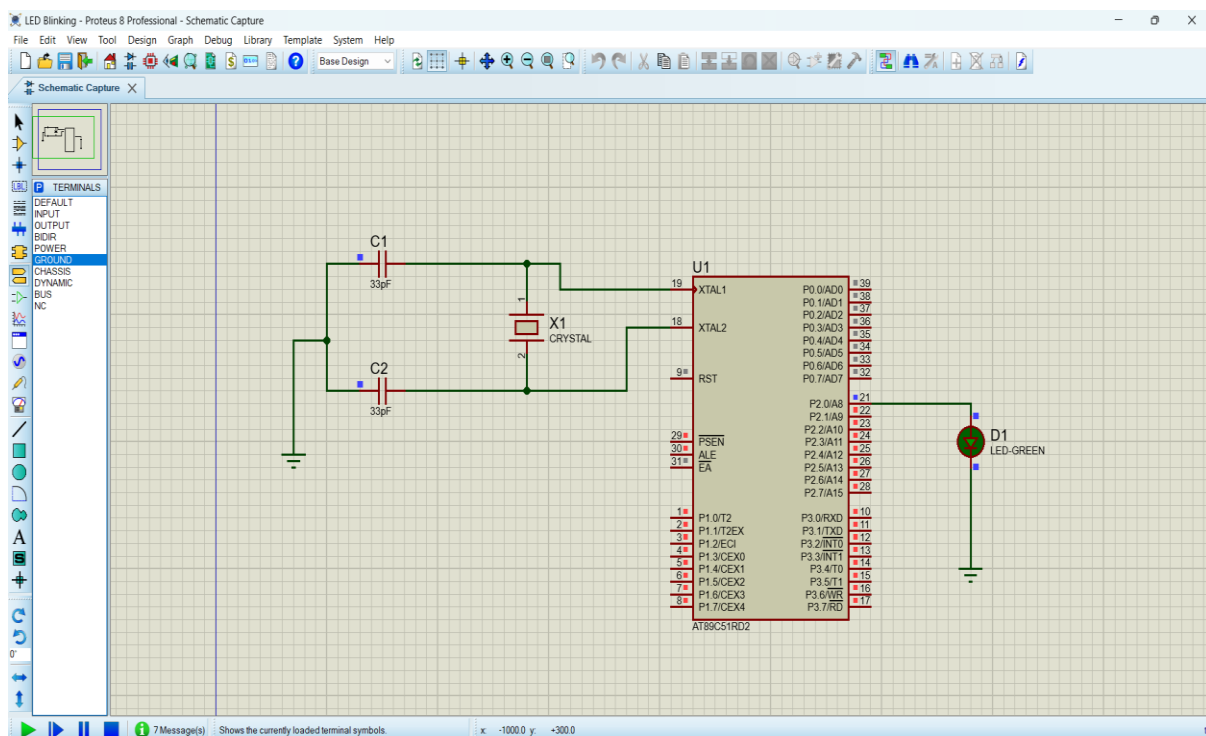 LED Blinking - Proteus 8 Professional - Schematic Capture
File Edit View Tool Design Graph Debug Library Template System Help
Base Design
Schematic Capture
P TERMINALS
DEFAULT
INPUT
OUTPUT
BIDIR
POWER
GROUND
CHASSIS
DYNAMIC
BUS
NC
LBL
A
S
0°
C1
33pF
C2
33pF
1
X1
CRYSTAL
2
U1
19 XTAL1
18 XTAL2
9 RST
29 PSEN
30 ALE
31 EA
1 P1.0/T2
2 P1.1/T2EX
3 P1.2/ECI
4 P1.3/CEX0
5 P1.4/CEX1
6 P1.5/CEX2
7 P1.6/CEX3
8 P1.7/CEX4
P0.0/AD0 39
P0.1/AD1 38
P0.2/AD2 37
P0.3/AD3 36
P0.4/AD4 35
P0.5/AD5 34
P0.6/AD6 33
P0.7/AD7 32
P2.0/A8 21
P2.1/A9 22
P2.2/A10 23
P2.3/A11 24
P2.4/A12 25
P2.5/A13 26
P2.6/A14 27
P2.7/A15 28
P3.0/RXD 10
P3.1/TXD 11
P3.2/INT0 12
P3.3/INT1 13
P3.4/T0 14
P3.5/T1 15
P3.6/WR 16
P3.7/RD 17
AT89C51RD2
D1
LED-GREEN
7 Message(s) Shows the currently loaded terminal symbols. x: -1000.0 y: +300.0